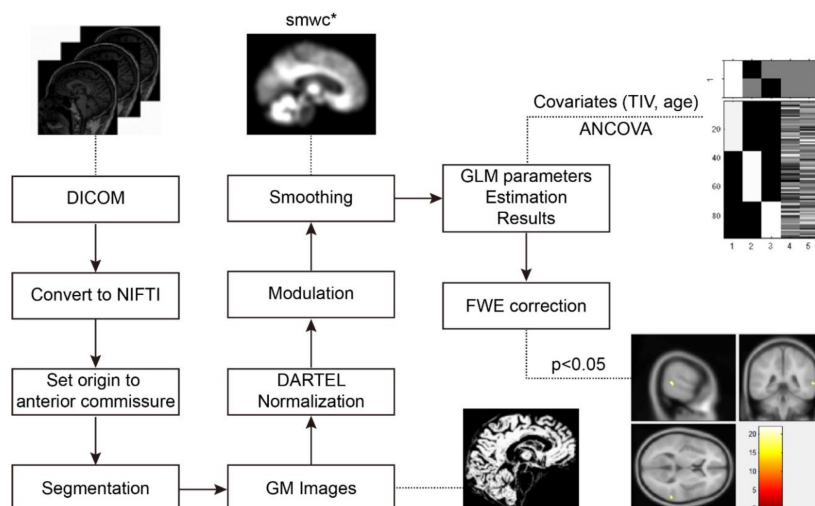 smwc*
DICOM
Convert to NIFTI
Set origin to
anterior commissure
Segmentation
GM Images
DARTEL
Normalization
Modulation
Smoothing
GLM parameters
Estimation
Results
Covariates (TIV, age)
ANCOVA
1
20
40
60
80
1 2 3 4 5
FWE correction
p<0.05
20
15
10
5
0